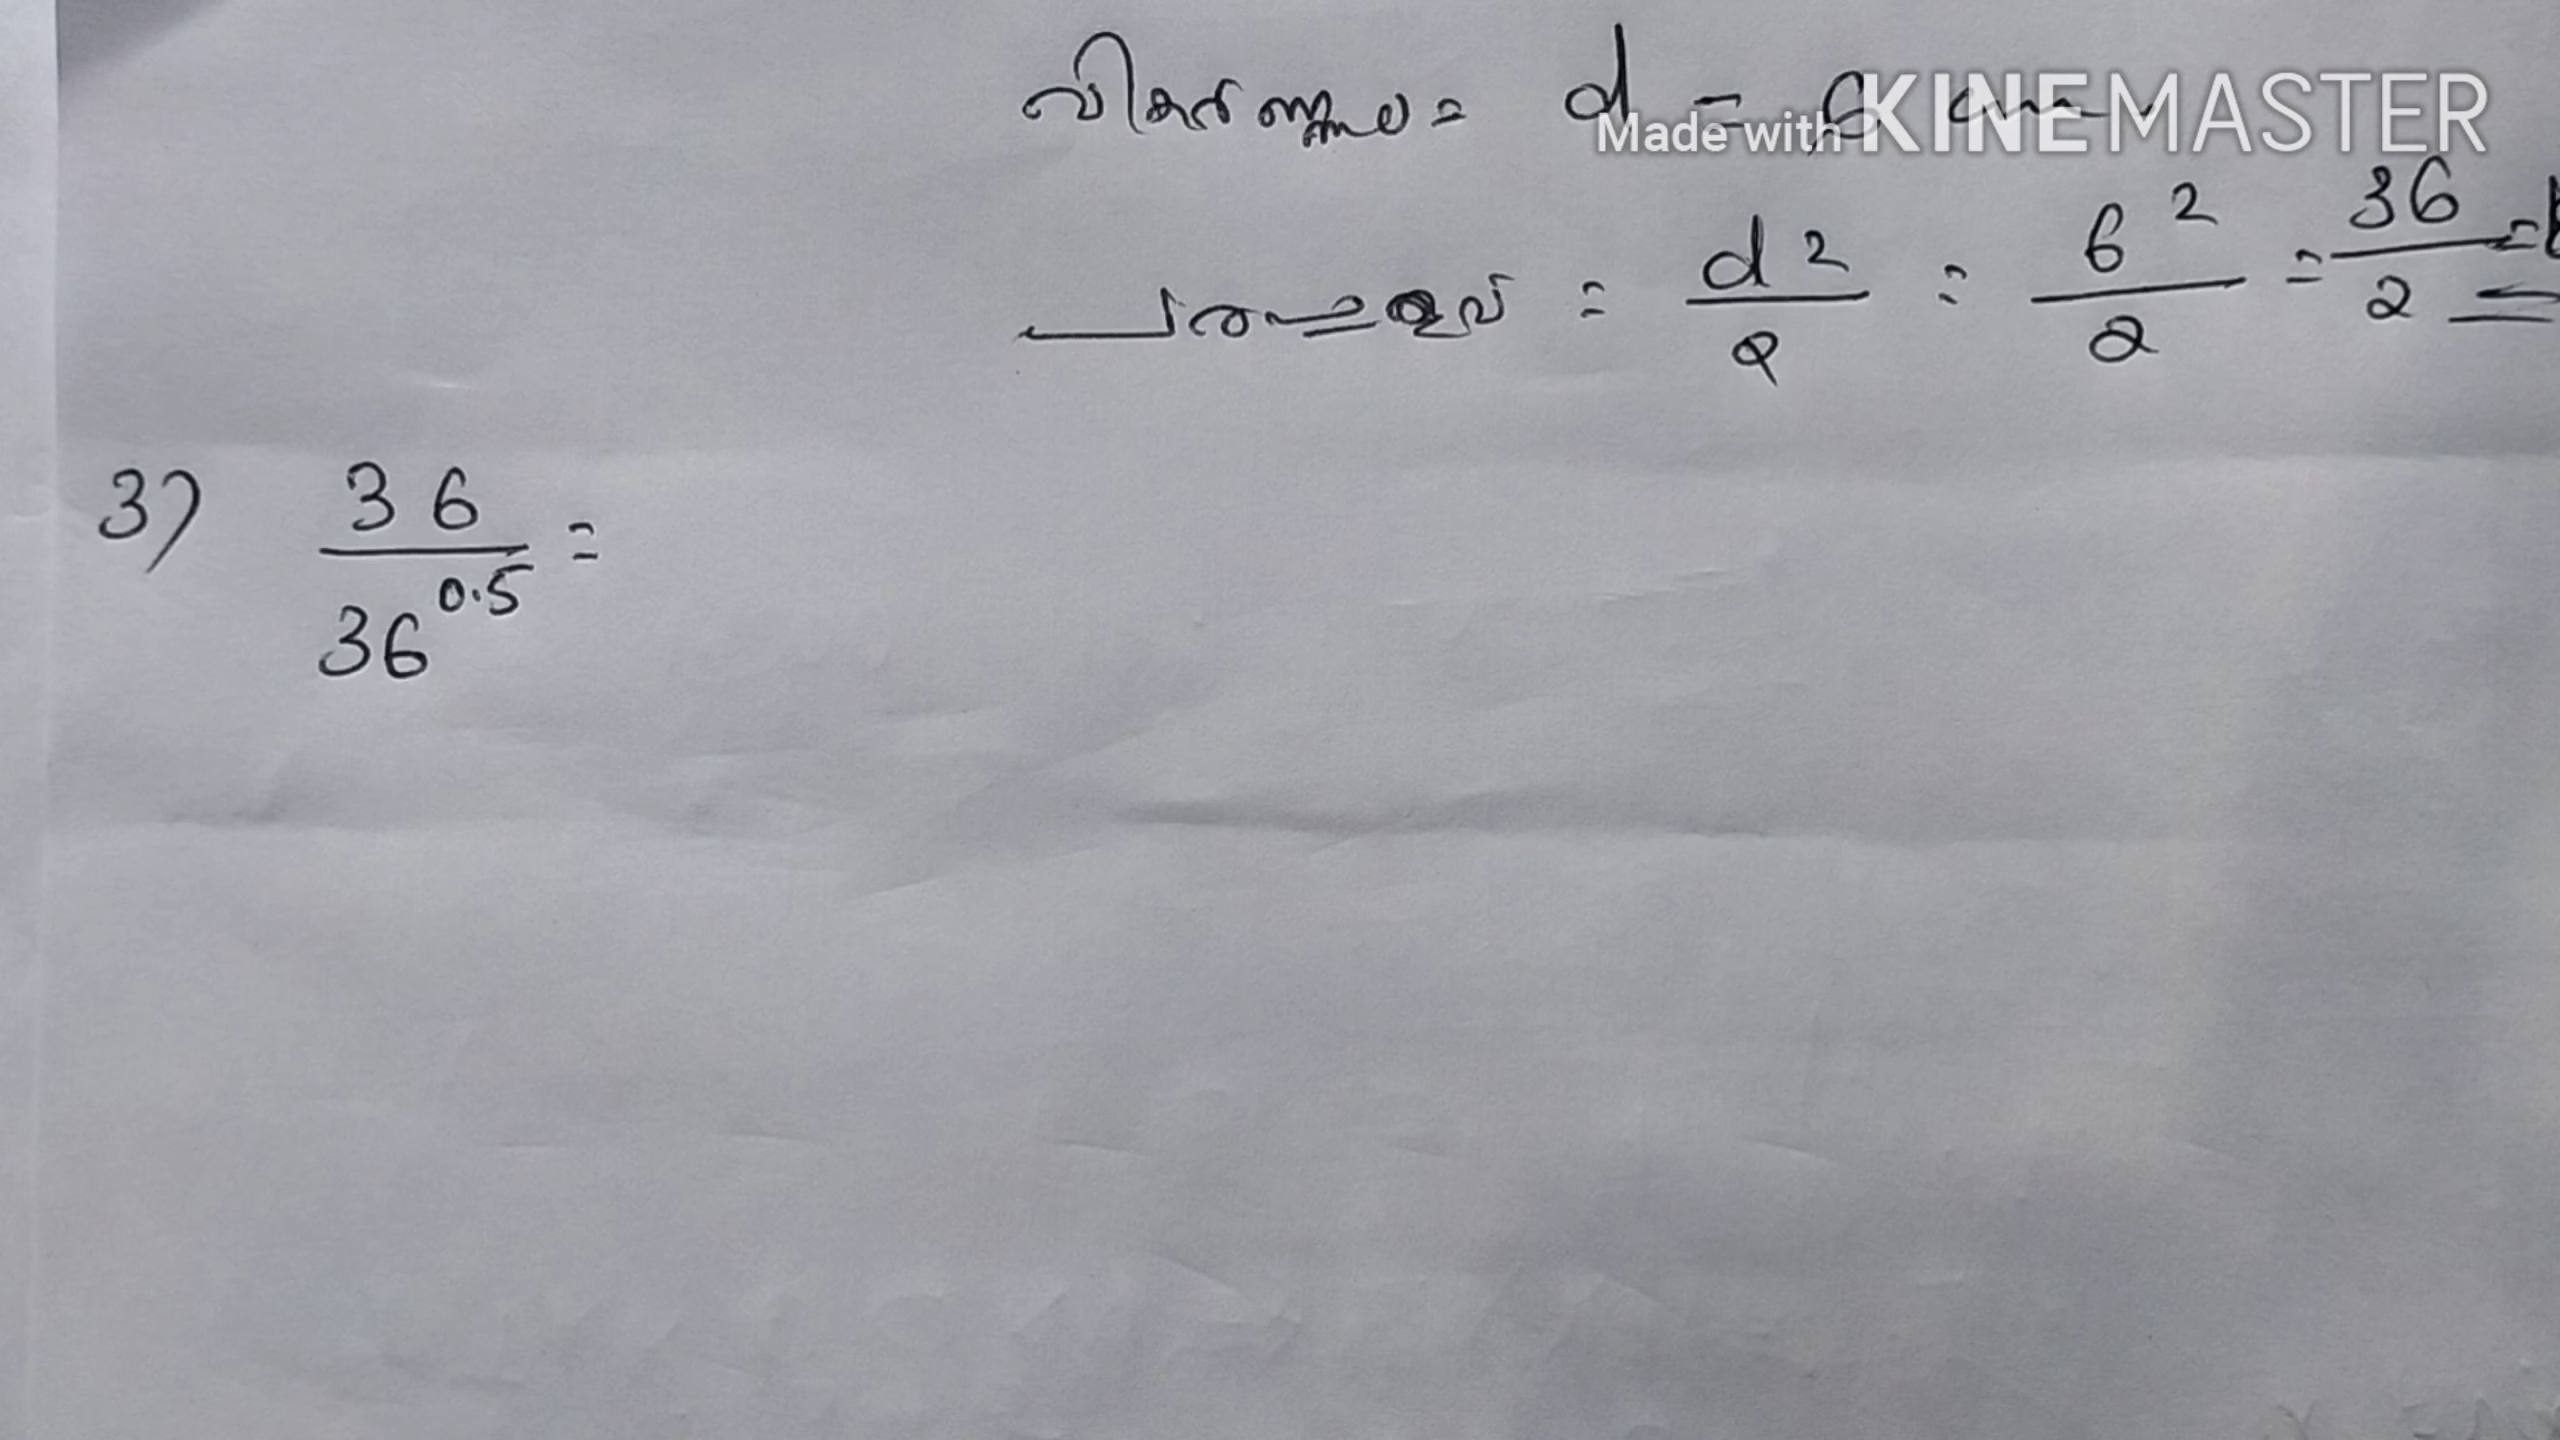 വികർണ്ണം = d = 6 cm
Made with KINEMASTER
പരപ്പളവ് = d²/2 = 6²/2 = 36/2 =
3) 36/36^0.5 =